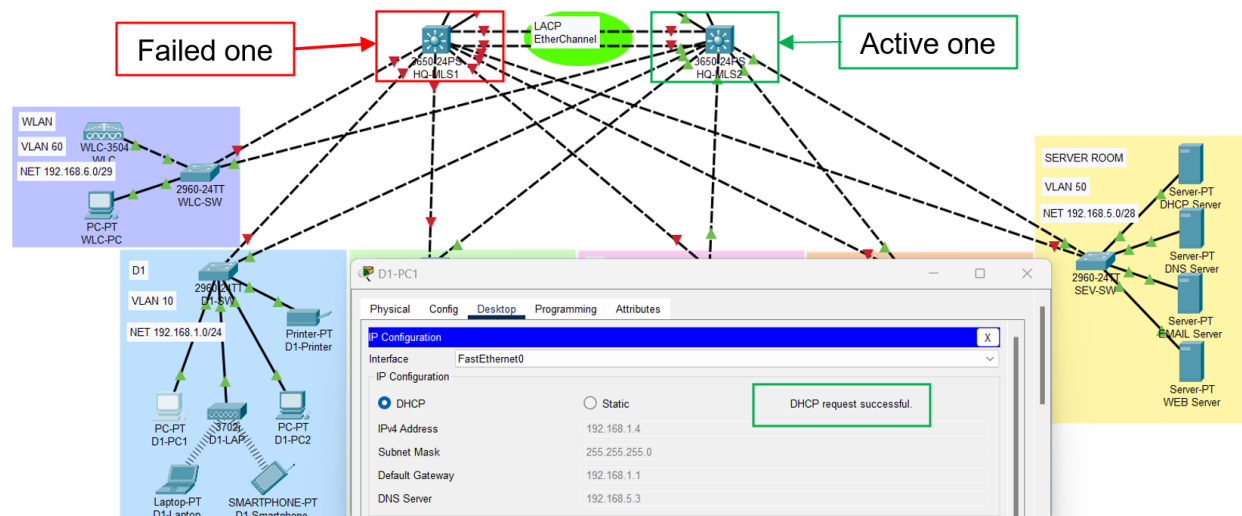 LACP
EtherChannel
Failed one
Active one
3650-24PS
HQ-MLS1
3650-24PS
HQ-MLS2
WLAN
VLAN 60
NET 192.168.6.0/29
WLC-3504
WLC
2960-24TT
WLC-SW
PC-PT
WLC-PC
SERVER ROOM
VLAN 50
NET 192.168.5.0/28
Server-PT
DHCP Server
Server-PT
DNS Server
2960-24TT
SEV-SW
Server-PT
EMAIL Server
Server-PT
WEB Server
D1
VLAN 10
NET 192.168.1.0/24
2960-24TT
D1-SW
Printer-PT
D1-Printer
PC-PT
D1-PC1
3702i
D1-LAP
PC-PT
D1-PC2
Laptop-PT
D1-Laptop
SMARTPHONE-PT
D1-Smartphone
D1-PC1
Physical Config Desktop Programming Attributes
IP Configuration
X
Interface FastEthernet0
IP Configuration
DHCP Static DHCP request successful.
IPv4 Address 192.168.1.4
Subnet Mask 255.255.255.0
Default Gateway 192.168.1.1
DNS Server 192.168.5.3